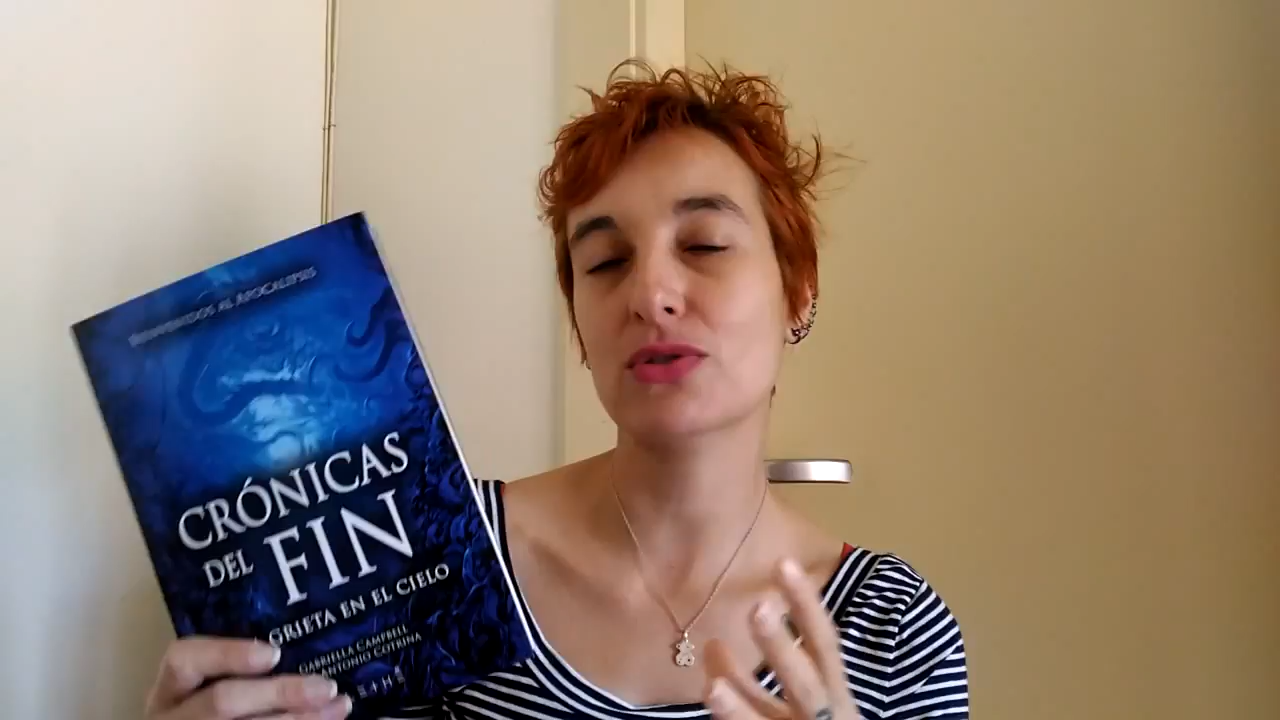 BIENVENIDOS AL APOCALIPSIS
CRÓNICAS
DEL FIN
GRIETA EN EL CIELO
GABRIELLA CAMPBELL
ANTONIO COTRINA